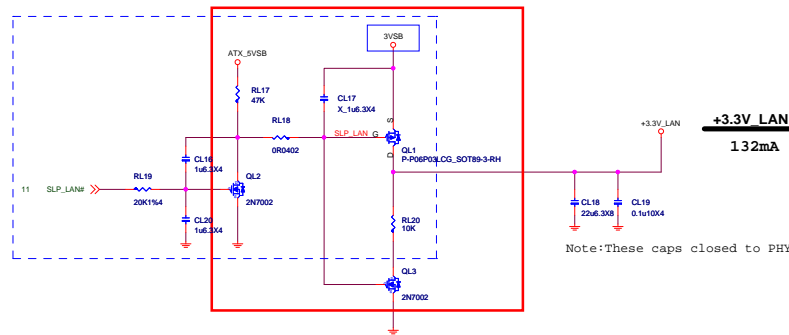 3VSB
ATX_5VSB
RL17
47K
CL17
X_1u6.3X4
RL18
0R0402
SLP_LAN
G
S
D
QL1
P-P06P03LCG_SOT89-3-RH
+3.3V_LAN
+3.3V_LAN
132mA
CL16
1u6.3X4
QL2
2N7002
11 SLP_LAN#
RL19
20K1%4
CL20
1u6.3X4
RL20
10K
CL18
22u6.3X8
CL19
0.1u10X4
Note:These caps closed to PHY
QL3
2N7002